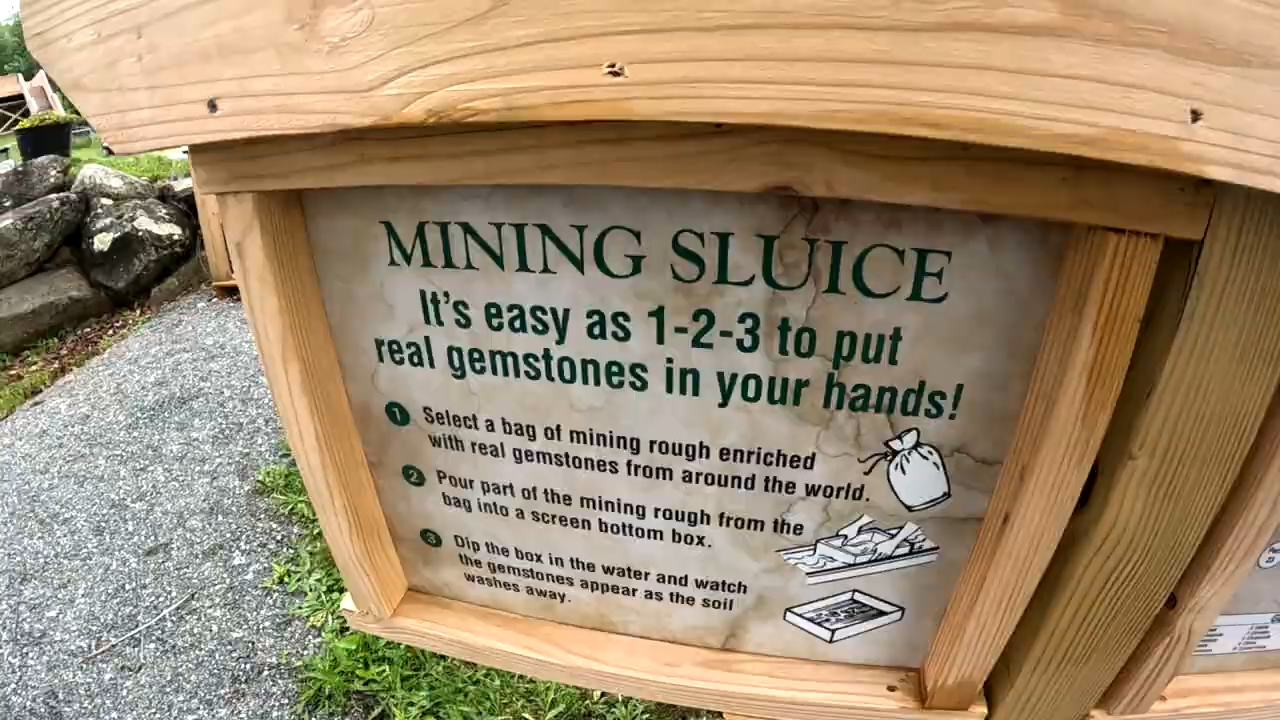 MINING SLUICE
It's easy as 1-2-3 to put
real gemstones in your hands!
1 Select a bag of mining rough enriched
with real gemstones from around the world.
2 Pour part of the mining rough from the
bag into a screen bottom box.
3 Dip the box in the water and watch
the gemstones appear as the soil
washes away.